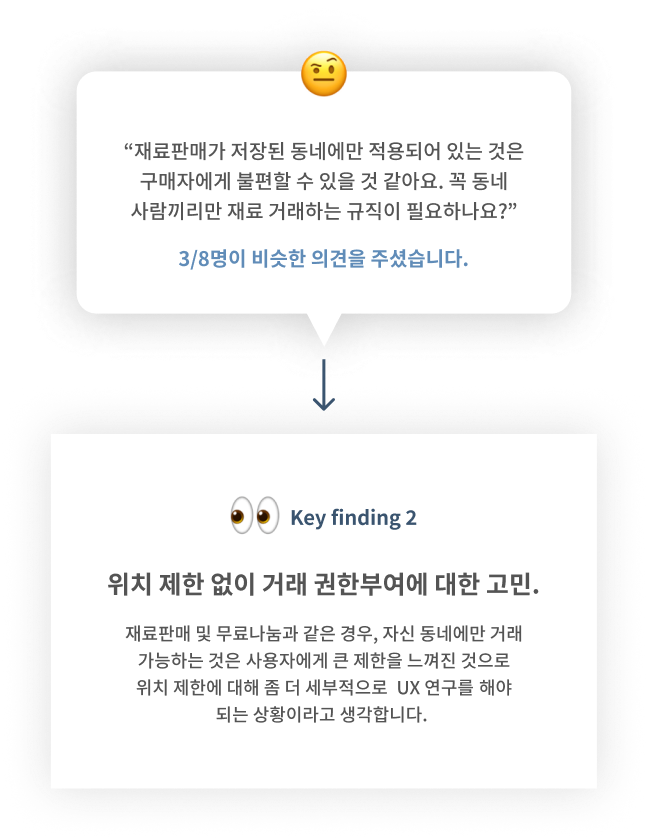 “재료판매가 저장된 동네에만 적용되어 있는 것은
구매자에게 불편할 수 있을 것 같아요. 꼭 동네
사람끼리만 재료 거래하는 규직이 필요하나요?”
3/8명이 비슷한 의견을 주셨습니다.
Key finding 2
위치 제한 없이 거래 권한부여에 대한 고민.
재료판매 및 무료나눔과 같은 경우, 자신 동네에만 거래
가능하는 것은 사용자에게 큰 제한을 느껴진 것으로
위치 제한에 대해 좀 더 세부적으로 UX 연구를 해야
되는 상황이라고 생각합니다.